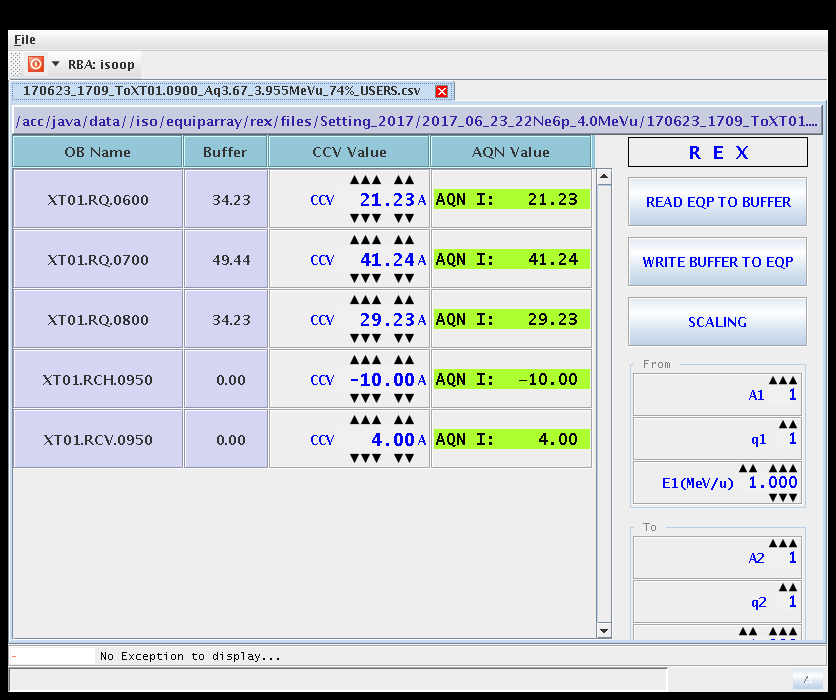 File
RBA: isoop
170623_1709_ToXT01.0900_Aq3.67_3.955MeVu_74%_USERS.csv
/acc/java/data//iso/equiparray/rex/files/Setting_2017/2017_06_23_22Ne6p_4.0MeVu/170623_1709_ToXT01....
OB Name Buffer CCV Value AQN Value
XT01.RQ.0600 34.23 CCV 21.23 A AQN I: 21.23
XT01.RQ.0700 49.44 CCV 41.24 A AQN I: 41.24
XT01.RQ.0800 34.23 CCV 29.23 A AQN I: 29.23
XT01.RCH.0950 0.00 CCV -10.00 A AQN I: -10.00
XT01.RCV.0950 0.00 CCV 4.00 A AQN I: 4.00
R E X
READ EQP TO BUFFER
WRITE BUFFER TO EQP
SCALING
From
A1 1
q1 1
E1(MeV/u) 1.000
To
A2 1
q2 1
- No Exception to display...